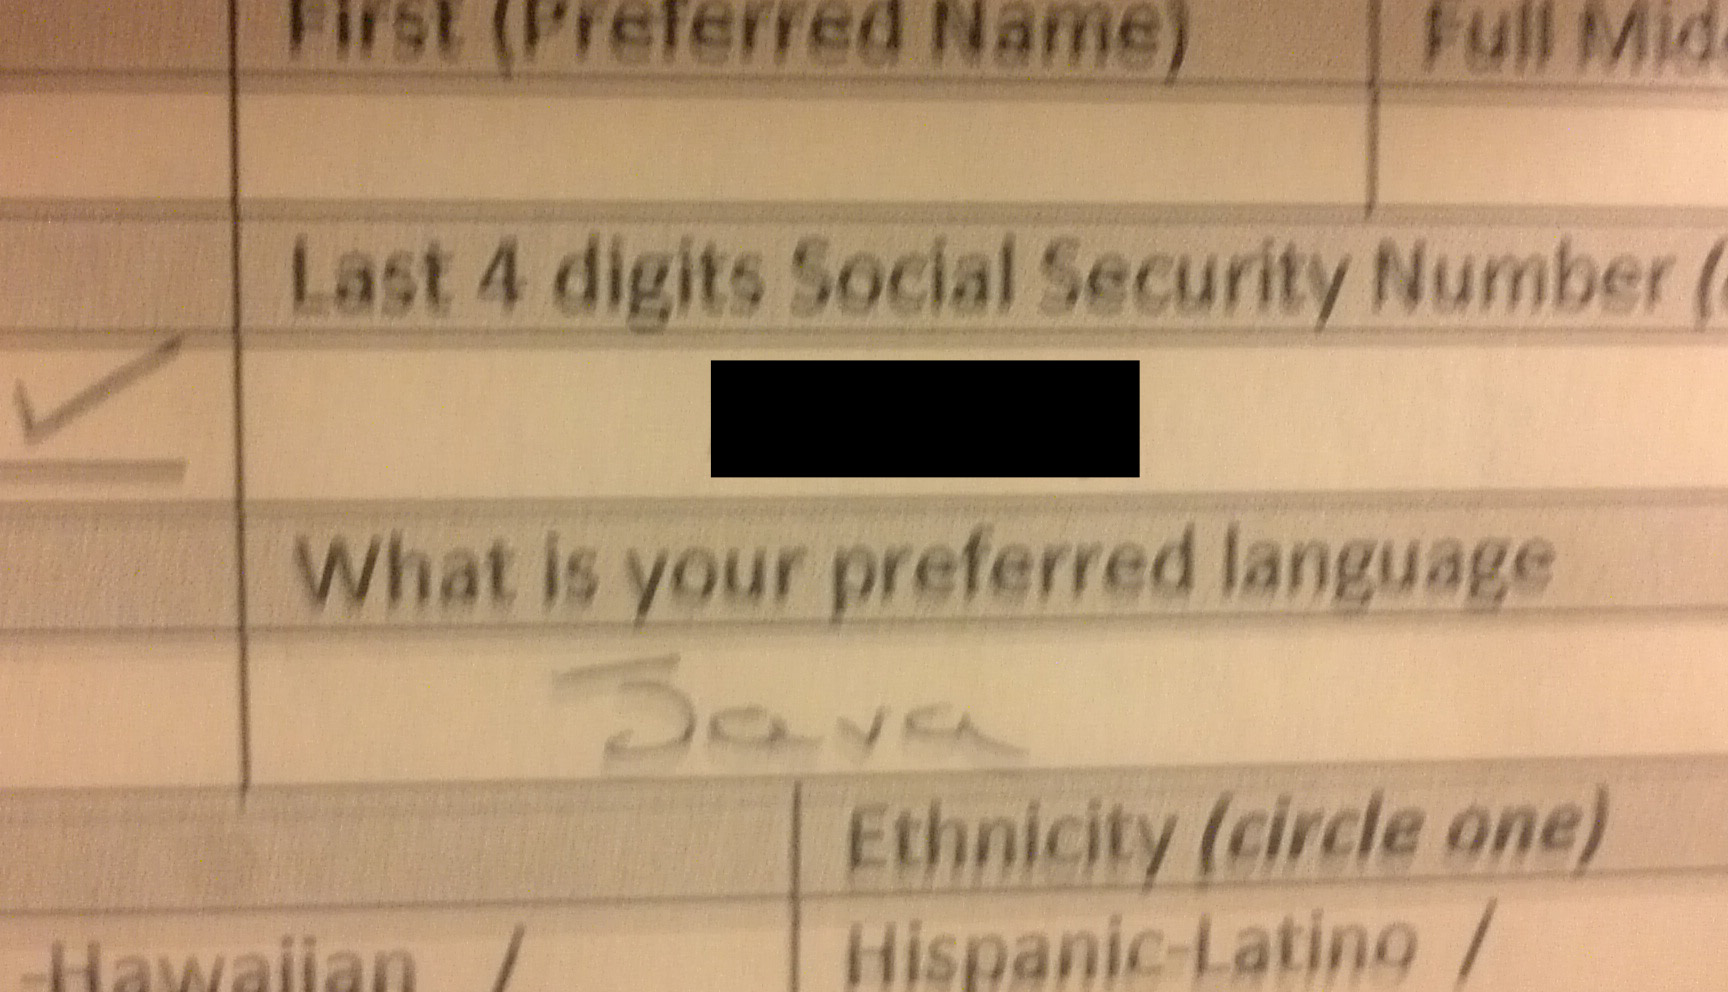 First (Preferred Name) Full
Last 4 digits Social Security Number (
What is your preferred language
Java
Ethnicity (circle one)
-Hawaiian / Hispanic-Latino /